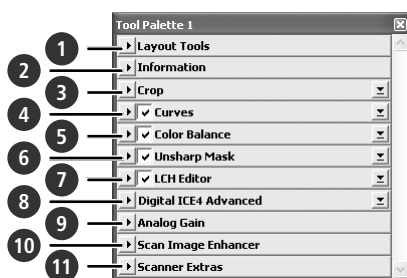 Tool Palette 1
1 Layout Tools
2 Information
3 Crop
4 Curves
5 Color Balance
6 Unsharp Mask
7 LCH Editor
8 Digital ICE4 Advanced
9 Analog Gain
10 Scan Image Enhancer
11 Scanner Extras